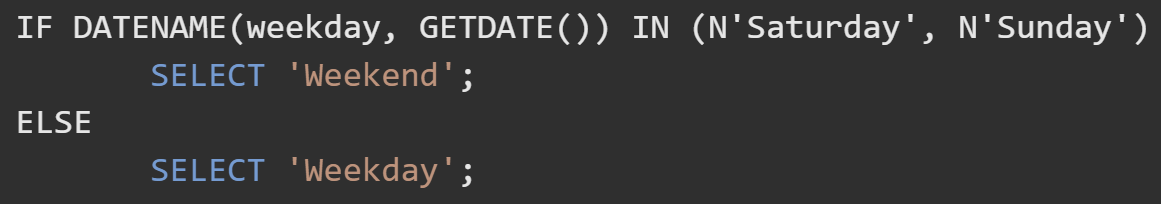 IF DATENAME(weekday, GETDATE()) IN (N'Saturday', N'Sunday')
       SELECT 'Weekend';
ELSE
       SELECT 'Weekday';